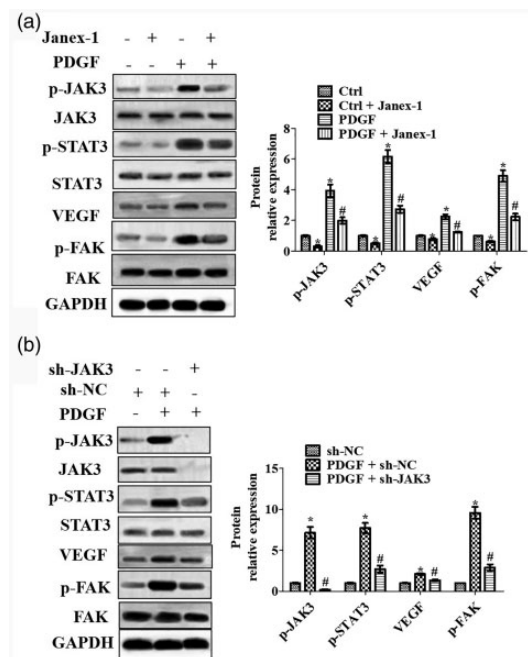 (a)
Janex-1 - + - +
PDGF - - + +
p-JAK3
JAK3
p-STAT3
STAT3
VEGF
p-FAK
FAK
GAPDH
Ctrl
Ctrl + Janex-1
PDGF
PDGF + Janex-1
Protein
relative expression
8
6
4
2
0
* * * # * * * # * * * # * * * #
p-JAK3 p-STAT3 VEGF p-FAK
(b)
sh-JAK3 - - +
sh-NC + + -
PDGF - + +
p-JAK3
JAK3
p-STAT3
STAT3
VEGF
p-FAK
FAK
GAPDH
sh-NC
PDGF + sh-NC
PDGF + sh-JAK3
Protein
relative expression
15
10
5
0
* # * # * # * #
p-JAK3 p-STAT3 VEGF p-FAK